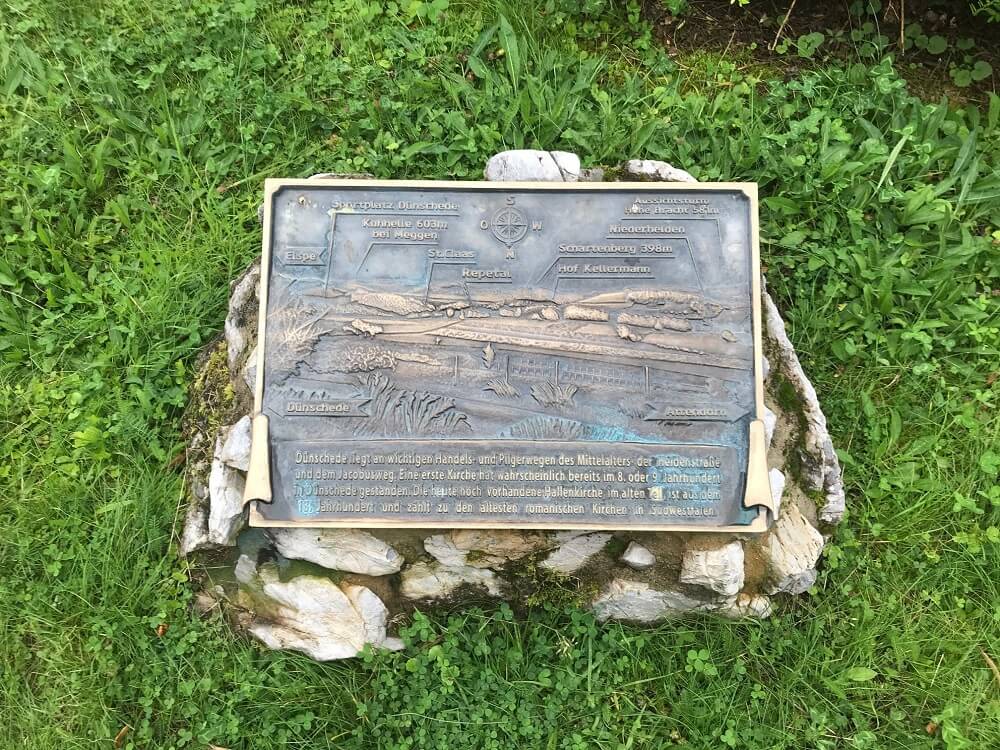 Sportplatz Dünschede
Kuhhelle 603m
bei Meggen
Elspe
St.Claas
Repetal
S
O W
N
Aussichtsturm
Hohe Bracht 581m
Niederhelden
Schartenberg 398m
Hof Kellermann
Dünschede
Attendorn
Dünschede liegt an wichtigen Handels- und Pilgerwegen des Mittelalters- der Heidenstraße
und dem Jacobusweg. Eine erste Kirche hat wahrscheinlich bereits im 8. oder 9 Jahrhundert
in Dünschede gestanden. Die heute noch vorhandene Hallenkirche, im alten Teil, ist aus dem
Jahrhundert und zählt zu den ältesten romanischen Kirchen in Südwestfalen